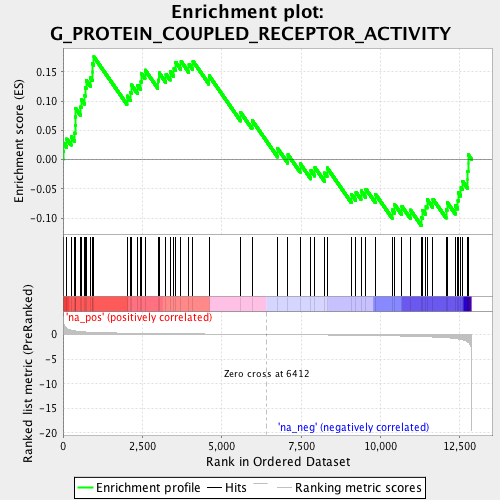 Enrichment plot:
G_PROTEIN_COUPLED_RECEPTOR_ACTIVITY
Enrichment score (ES)
0.15
0.10
0.05
0.00
-0.05
-0.10
'na_pos' (positively correlated)
Ranked list metric (PreRanked)
0
-5
-10
-15
-20
Zero cross at 6412
'na_neg' (negatively correlated)
0
2,500
5,000
7,500
10,000
12,500
Rank in Ordered Dataset
Enrichment profile
Hits
Ranking metric scores